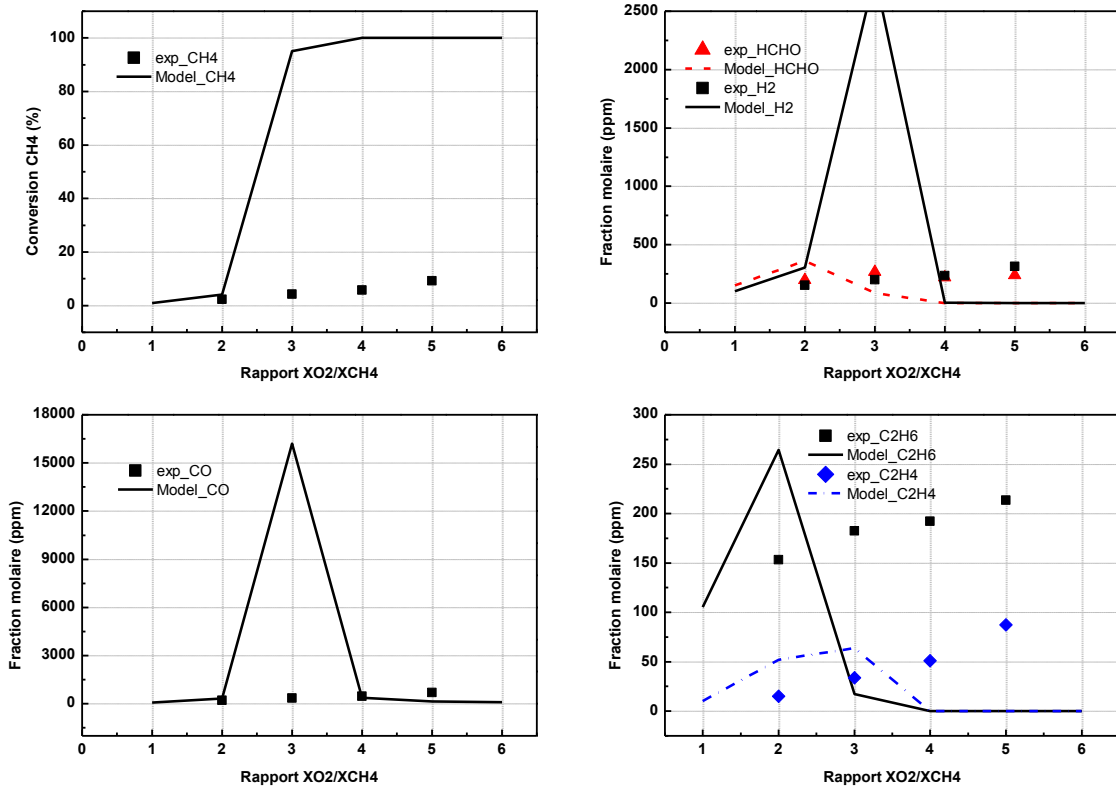 Conversion CH4 (%)
100
80
60
40
20
0
exp_CH4
Model_CH4
0 1 2 3 4 5 6
Rapport XO2/XCH4
Fraction molaire (ppm)
2500
2000
1500
1000
500
0
exp_HCHO
Model_HCHO
exp_H2
Model_H2
0 1 2 3 4 5 6
Rapport XO2/XCH4
Fraction molaire (ppm)
18000
15000
12000
9000
6000
3000
0
exp_CO
Model_CO
0 1 2 3 4 5 6
Rapport XO2/XCH4
Fraction molaire (ppm)
300
250
200
150
100
50
0
exp_C2H6
Model_C2H6
exp_C2H4
Model_C2H4
1 2 3 4 5 6
Rapport XO2/XCH4